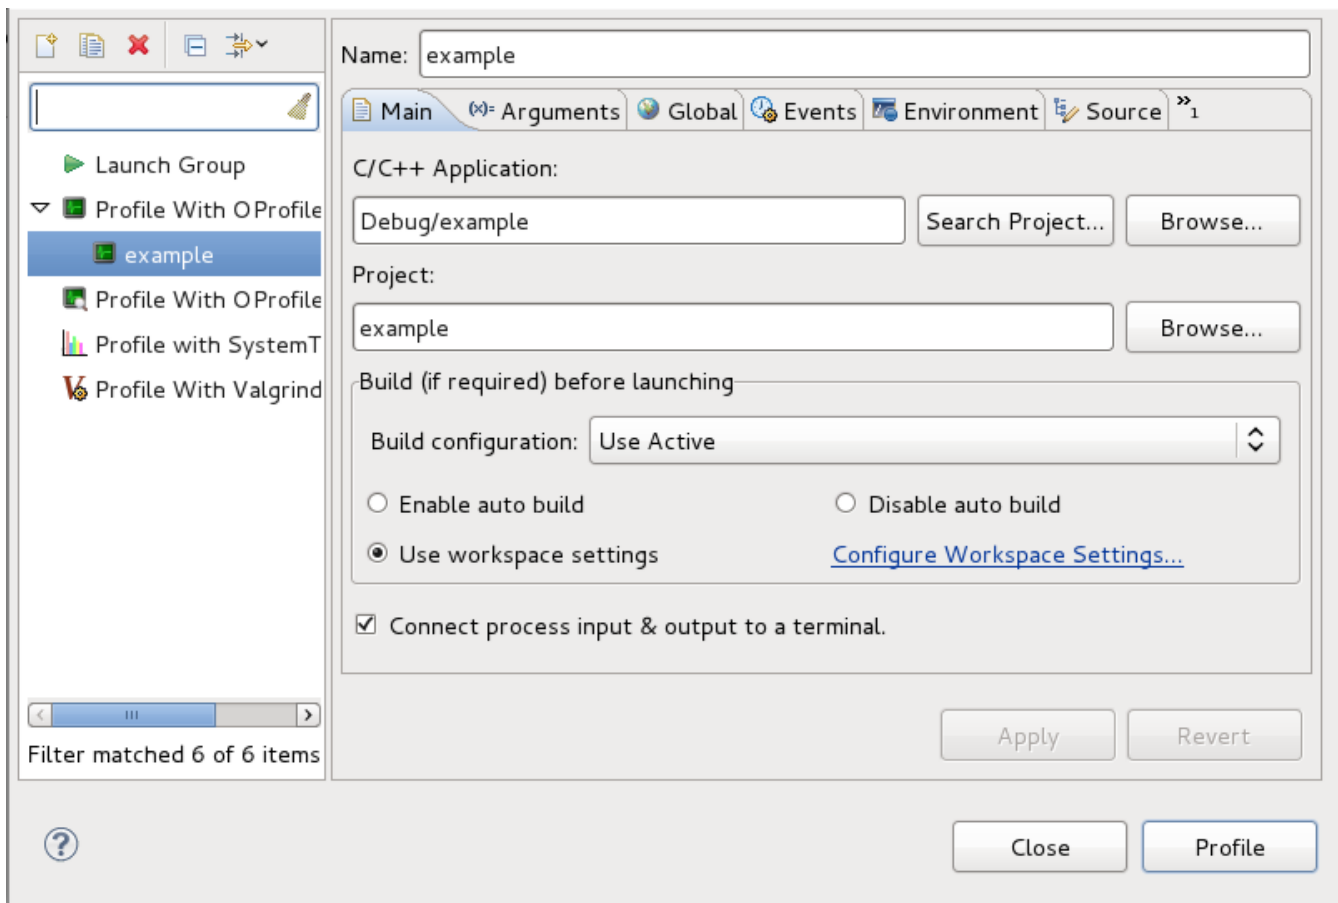 Name: example
Main (x)= Arguments Global Events Environment Source »1
Launch Group
Profile With OProfile
example
Profile With OProfile
Profile with SystemT
Profile With Valgrind
Filter matched 6 of 6 items
C/C++ Application:
Debug/example Search Project... Browse...
Project:
example Browse...
Build (if required) before launching
Build configuration: Use Active
Enable auto build Disable auto build
Use workspace settings Configure Workspace Settings...
Connect process input & output to a terminal.
Apply Revert
? Close Profile